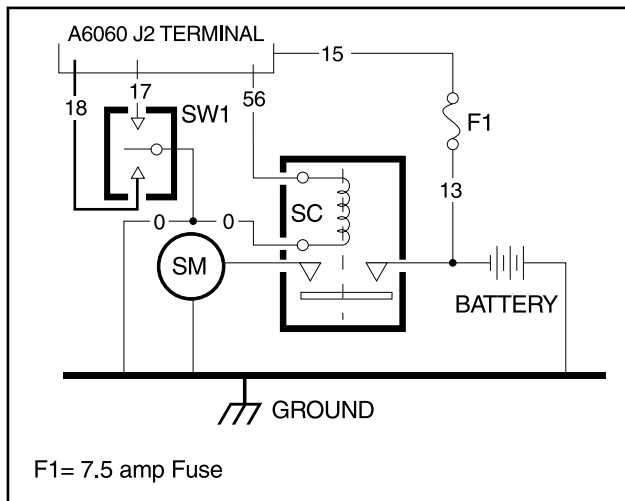 A6060 J2 TERMINAL
15
18
17
56
SW1
F1
SC
13
0
0
SM
BATTERY
GROUND
F1= 7.5 amp Fuse